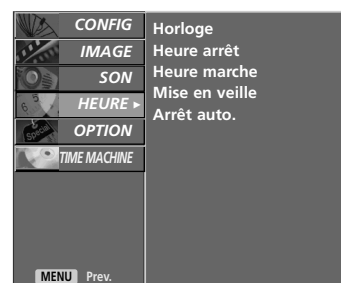 CONFIG
IMAGE
SON
HEURE ►
OPTION
TIME MACHINE
Horloge
Heure arrêt
Heure marche
Mise en veille
Arrêt auto.
MENU Prev.